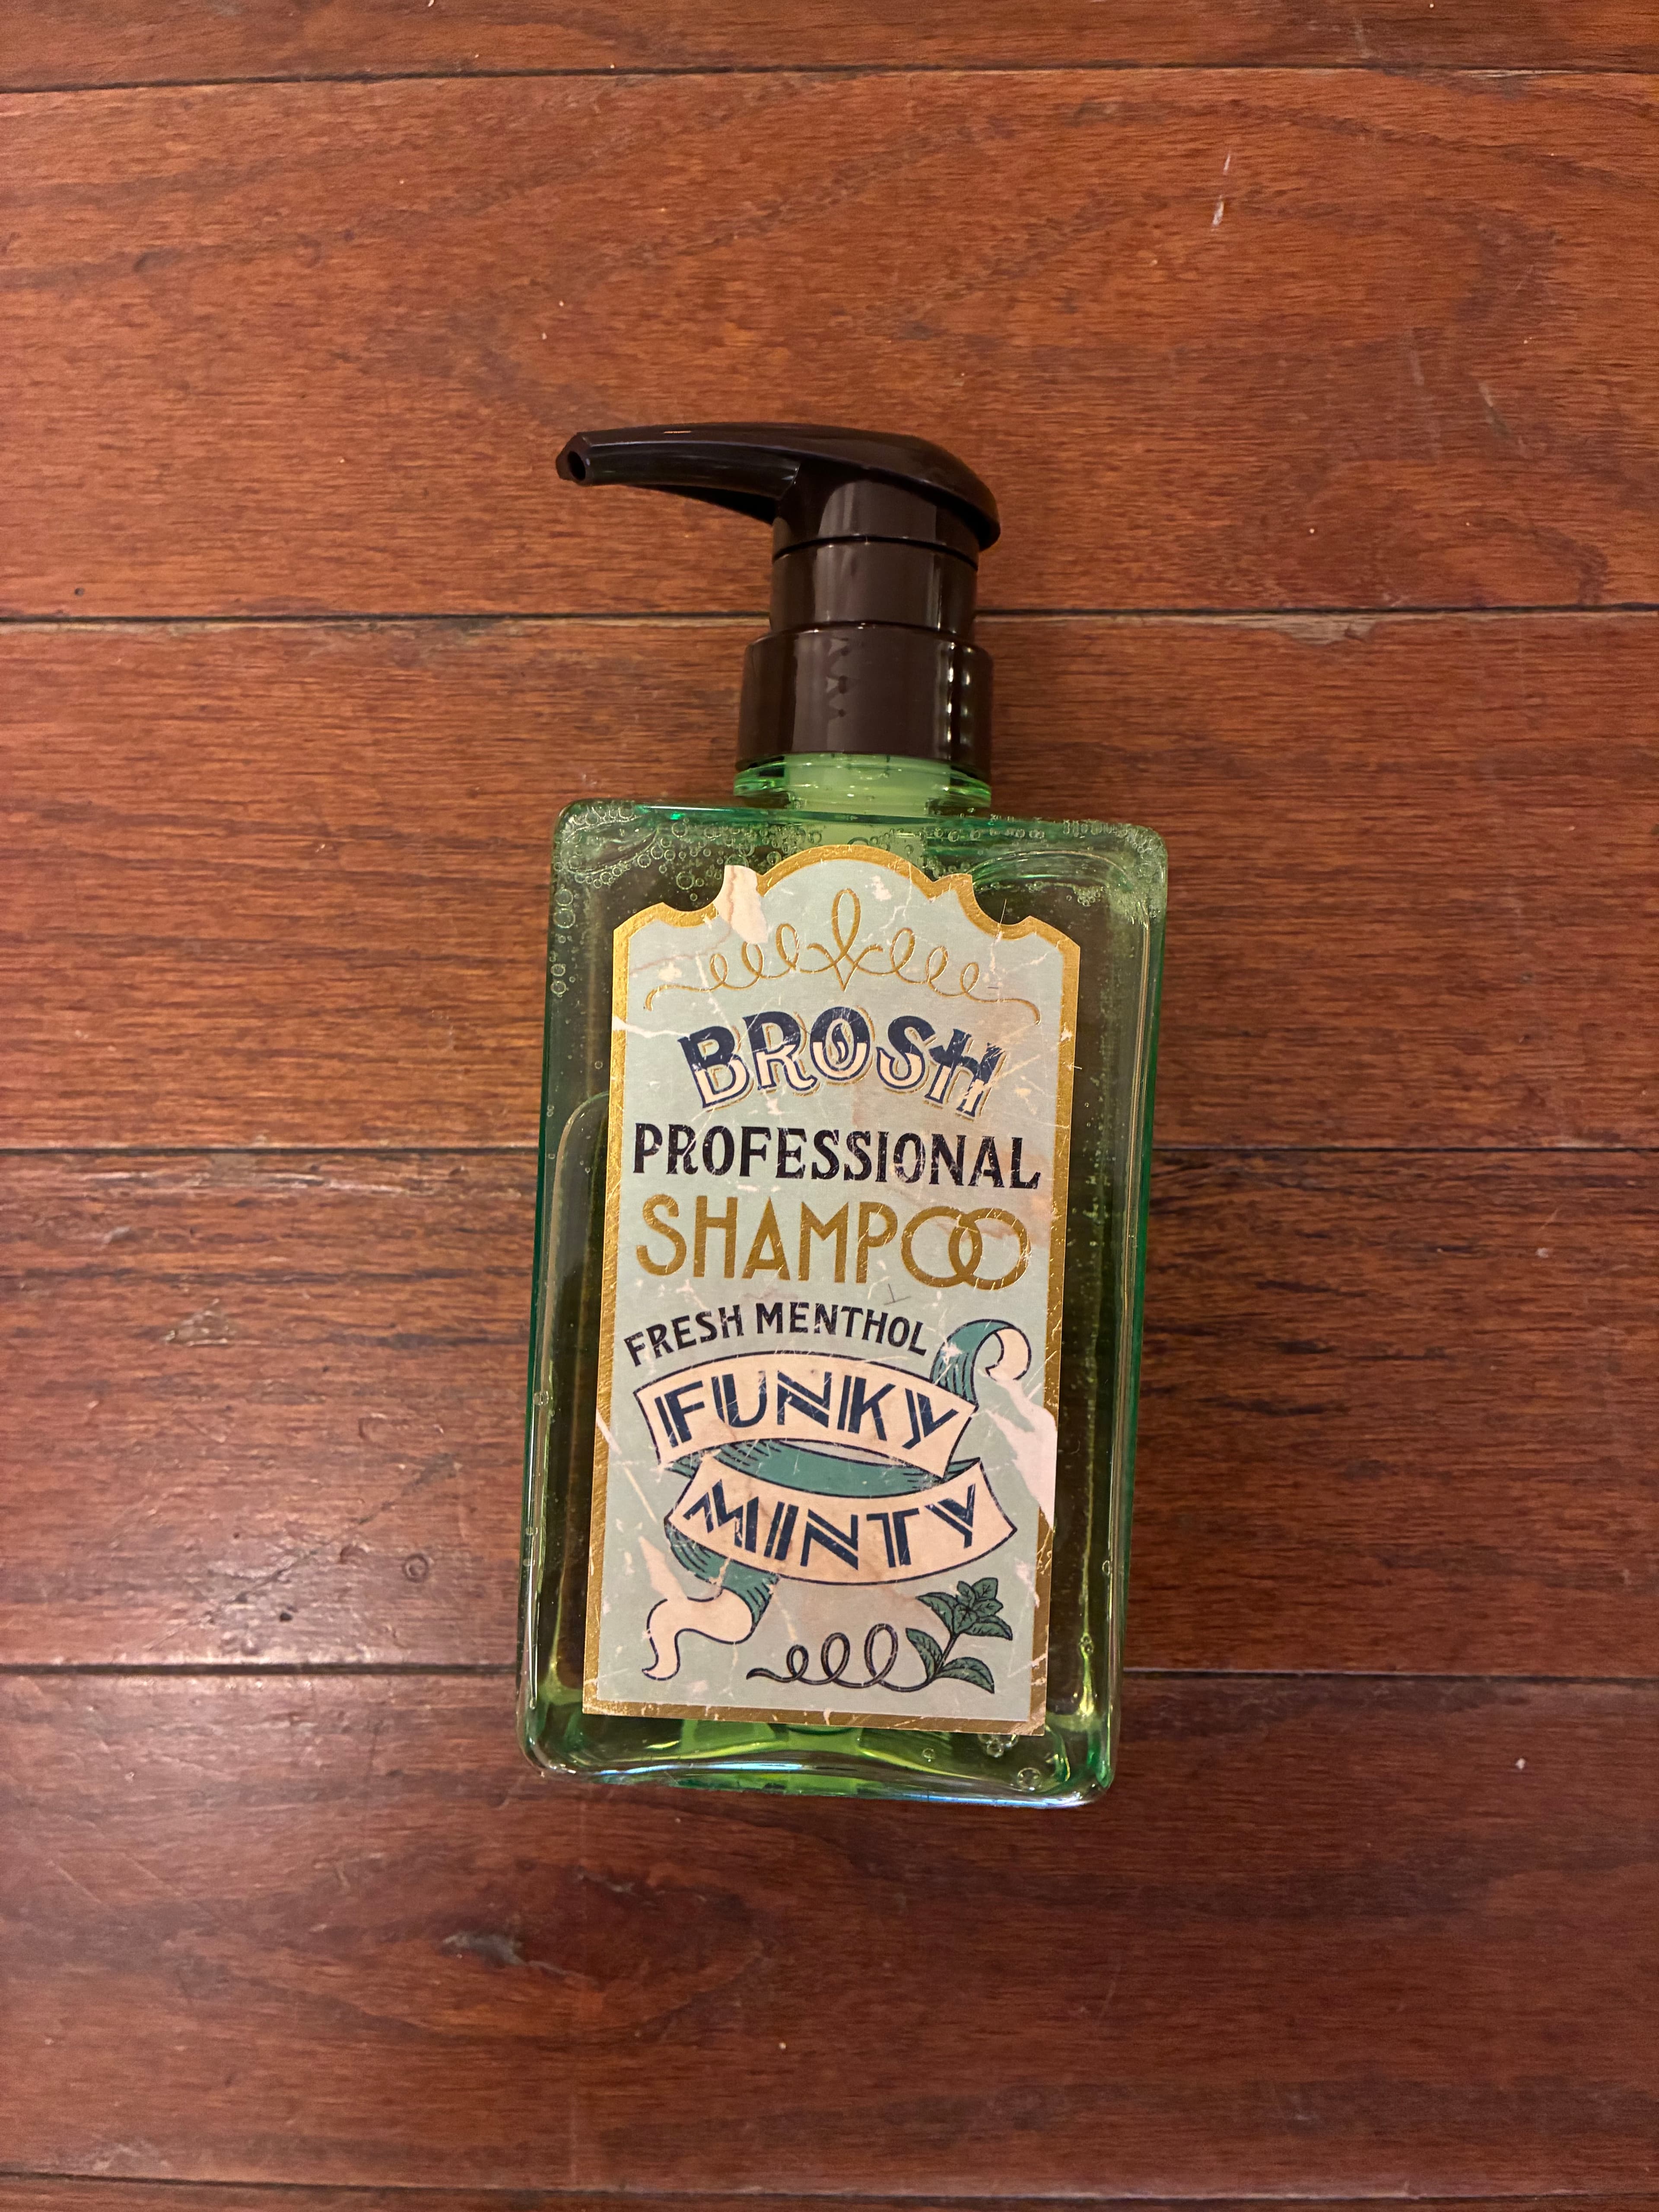 BROSH
PROFESSIONAL
SHAMPOO
FRESH MENTHOL
FUNKY
MINTY